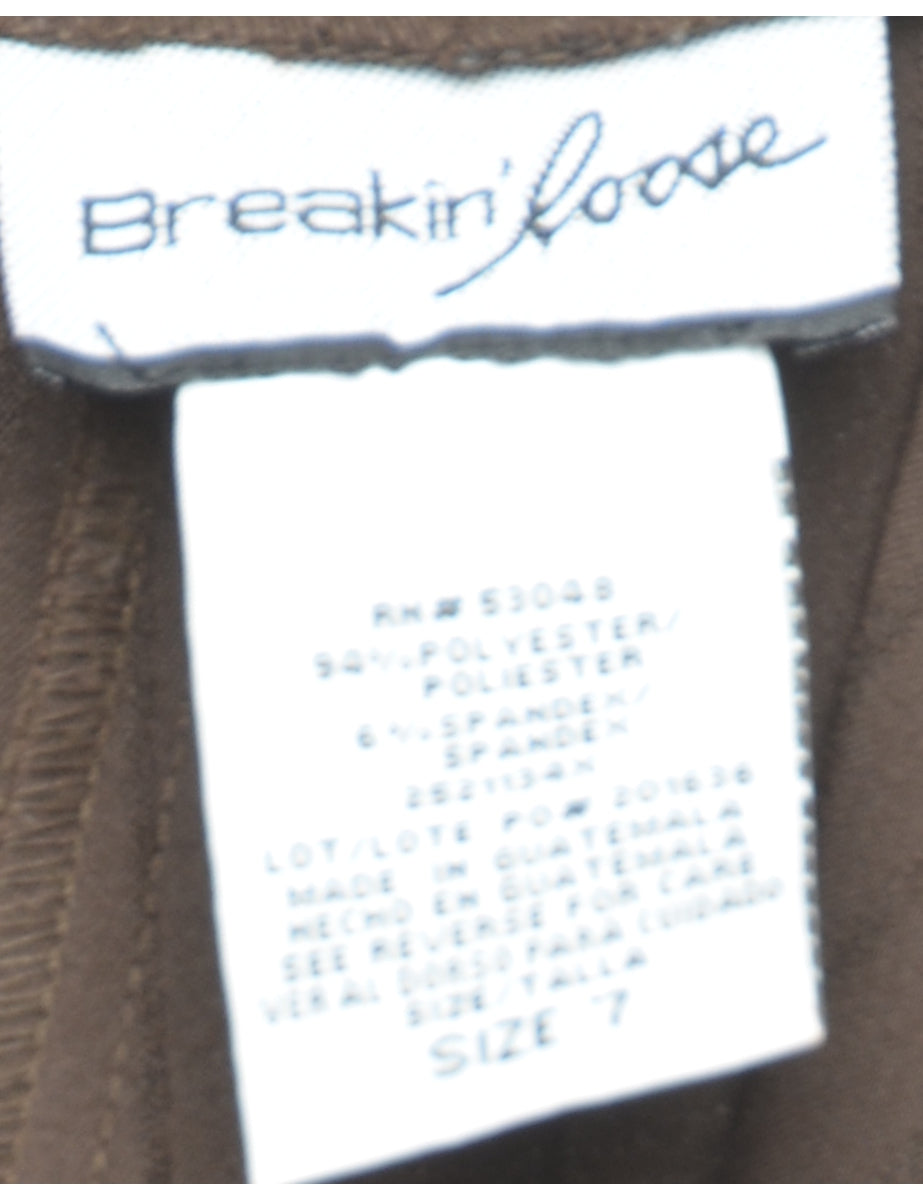 Breakin' loose
RN# 53048
94% POLYESTER/
POLIESTER
6% SPANDEX/
SPANDEX
LOT/LOTE PO# 201636
MADE IN GUATEMALA
HECHO EN GUATEMALA
SEE REVERSE FOR CARE
VER AL DORSO PARA CUIDADO
SIZE/TALLA
SIZE 7